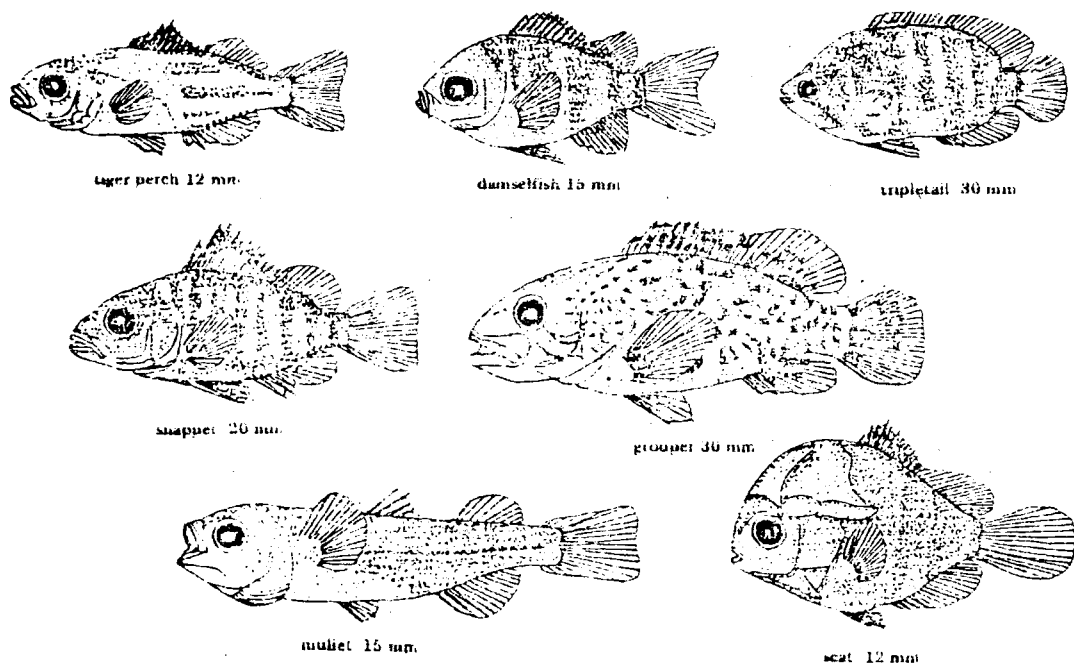 tiger perch 12 mm
damselfish 15 mm
tripletail 30 mm
snapper 20 mm
grouper 30 mm
mullet 15 mm
scat 12 mm